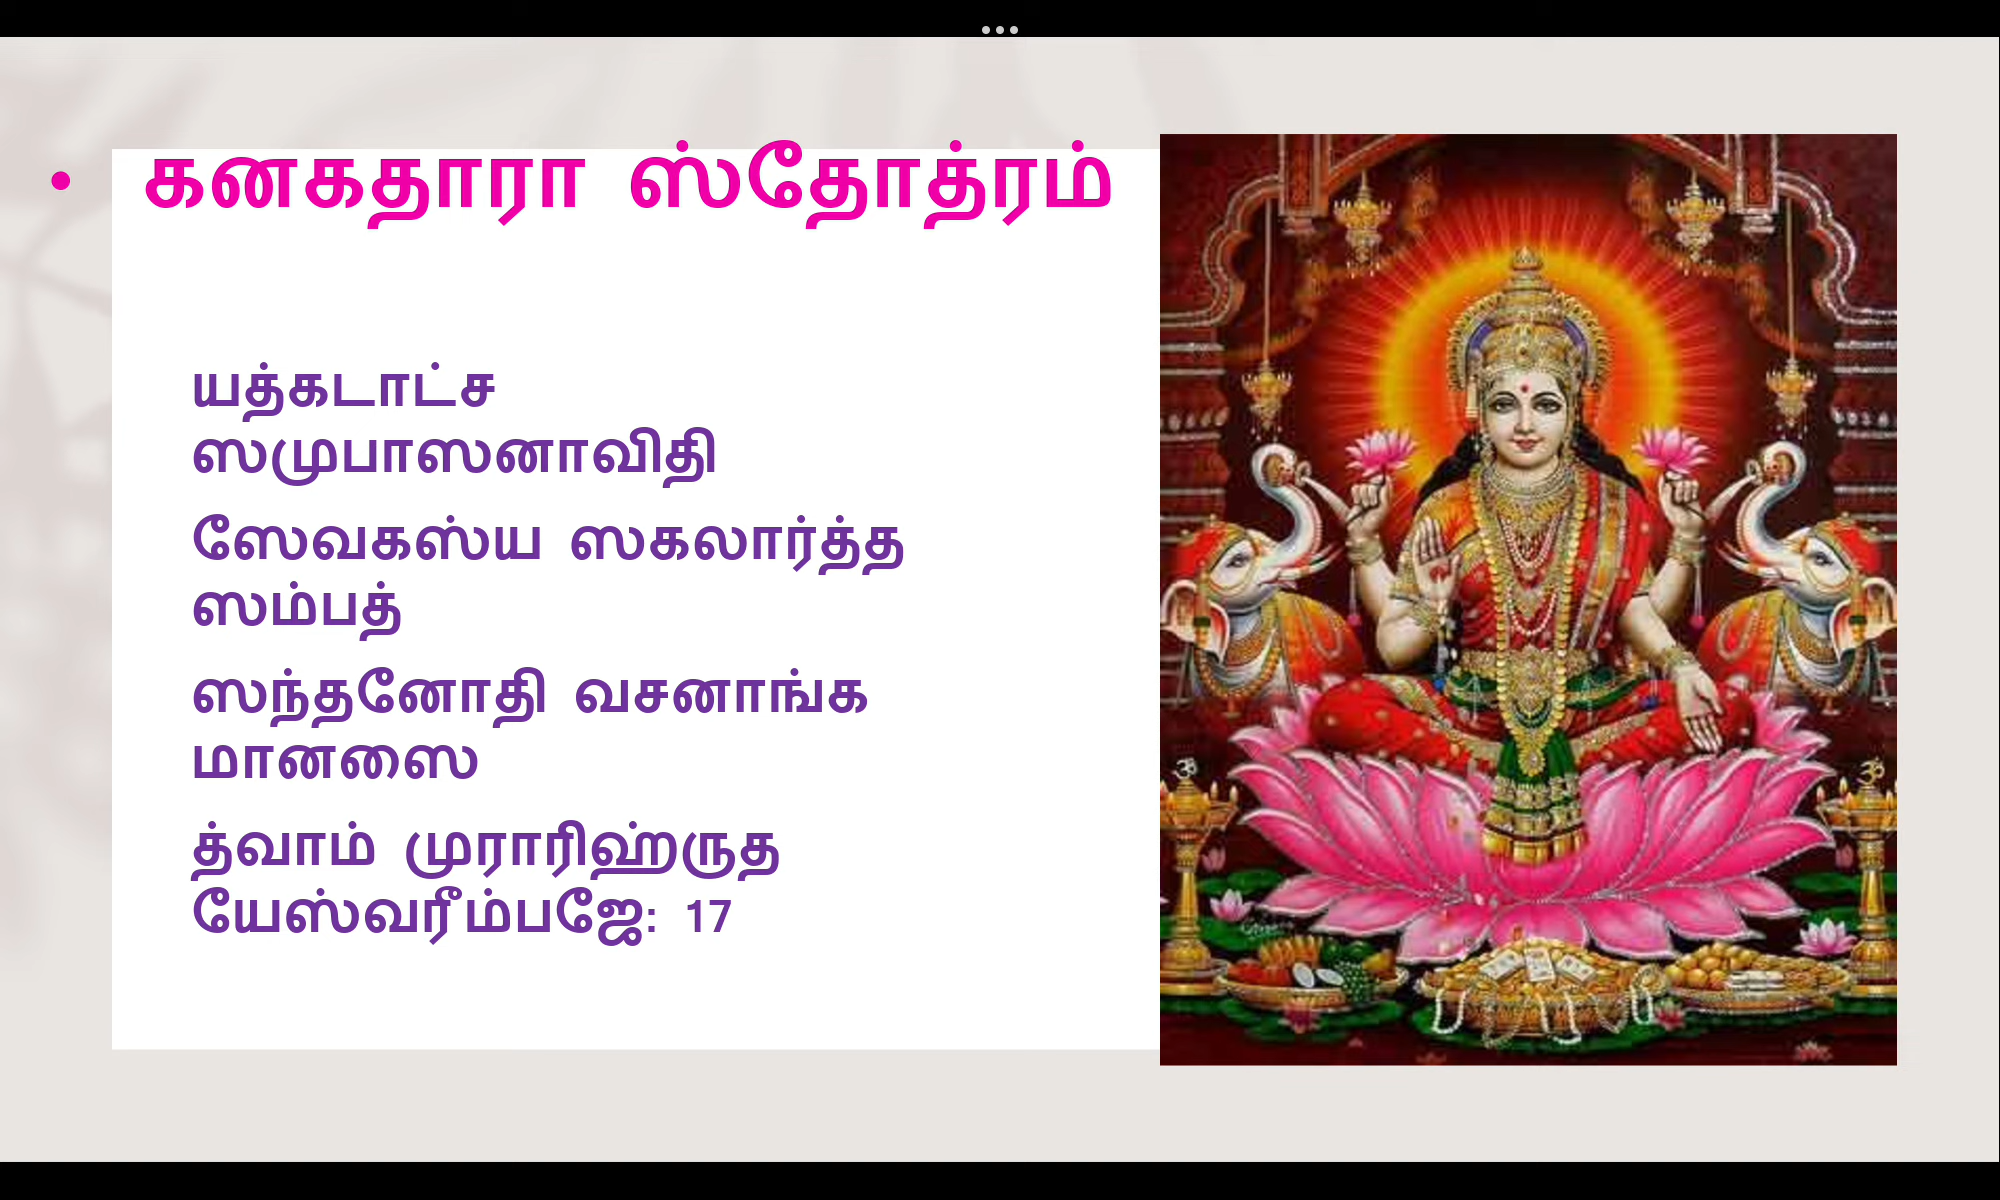 • கனகதாரா ஸ்தோத்ரம்
யத்கடாட்ச
ஸமுபாஸனாவிதி
ஸேவகஸ்ய ஸகலார்த்த
ஸம்பத்
ஸந்தனோதி வசனாங்க
மானஸை
த்வாம் முராரிஹ்ருத
யேஸ்வரீம்பஜே: 17
ॐ
ॐ